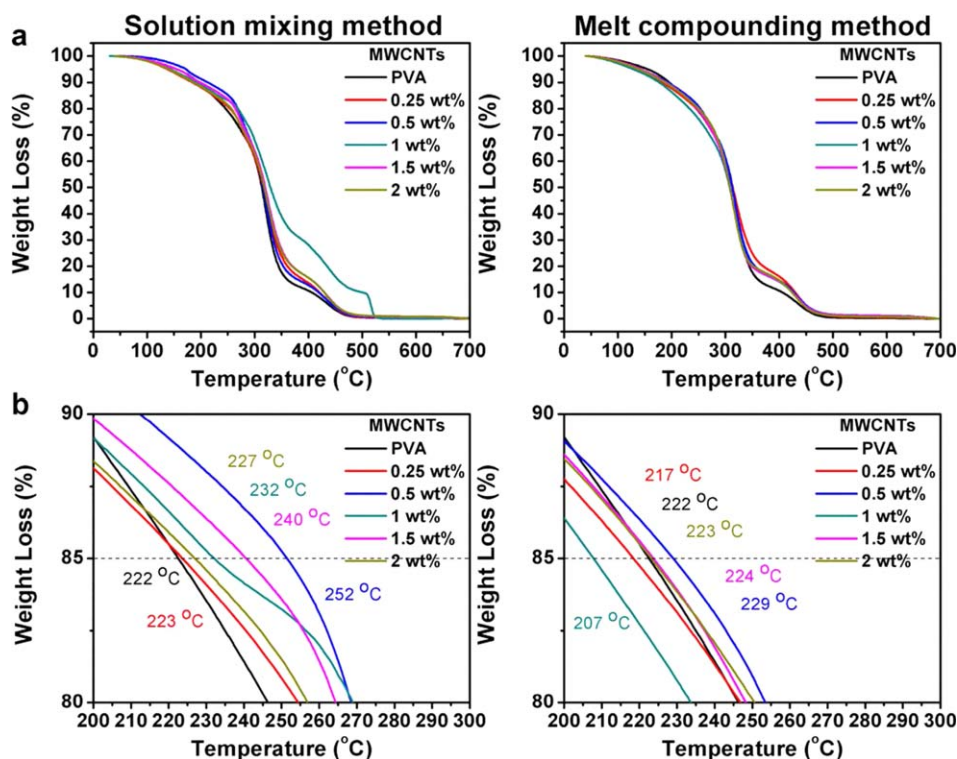 Solution mixing method
Melt compounding method
a
Weight Loss (%)
100
90
80
70
60
50
40
30
20
10
0
0 100 200 300 400 500 600 700
Temperature (°C)
MWCNTs
PVA
0.25 wt%
0.5 wt%
1 wt%
1.5 wt%
2 wt%
Weight Loss (%)
100
90
80
70
60
50
40
30
20
10
0
0 100 200 300 400 500 600 700
Temperature (°C)
MWCNTs
PVA
0.25 wt%
0.5 wt%
1 wt%
1.5 wt%
2 wt%
b
Weight Loss (%)
90
85
80
200 210 220 230 240 250 260 270 280 290 300
Temperature (°C)
MWCNTs
PVA
0.25 wt%
0.5 wt%
1 wt%
1.5 wt%
2 wt%
227 °C
232 °C
240 °C
222 °C
252 °C
223 °C
Weight Loss (%)
90
85
80
200 210 220 230 240 250 260 270 280 290 300
Temperature (°C)
MWCNTs
PVA
0.25 wt%
0.5 wt%
1 wt%
1.5 wt%
2 wt%
217 °C
222 °C
223 °C
224 °C
229 °C
207 °C